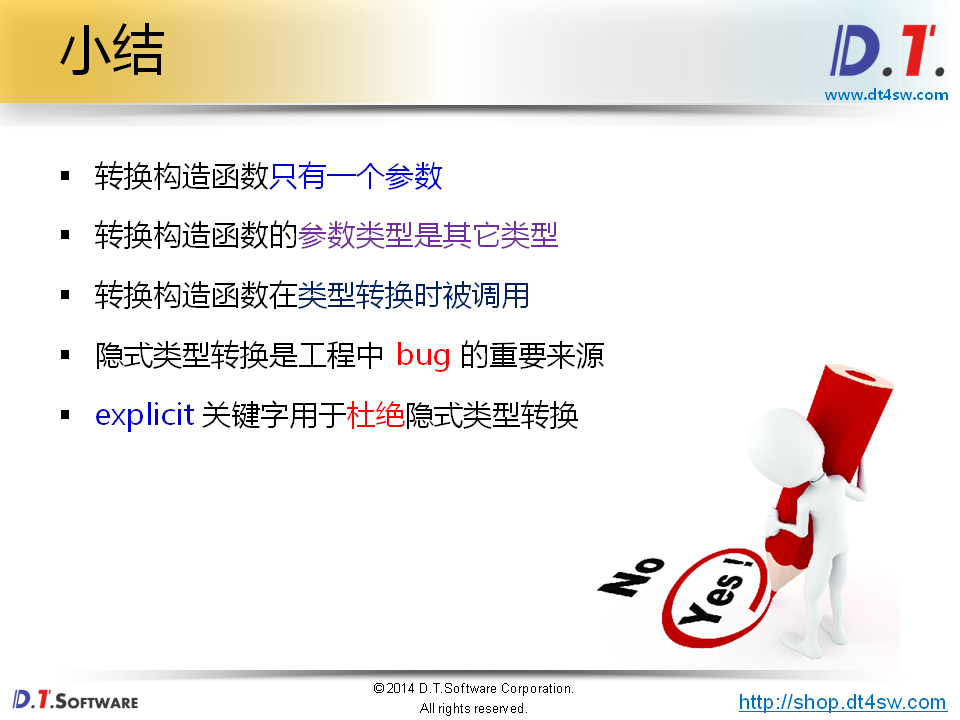 小结
D.T.
www.dt4sw.com
▪ 转换构造函数只有一个参数
▪ 转换构造函数的参数类型是其它类型
▪ 转换构造函数在类型转换时被调用
▪ 隐式类型转换是工程中 bug 的重要来源
▪ explicit 关键字用于杜绝隐式类型转换
No
Yes!
D.T.SOFTWARE
©2014 D.T.Software Corporation.
All rights reserved.
http://shop.dt4sw.com